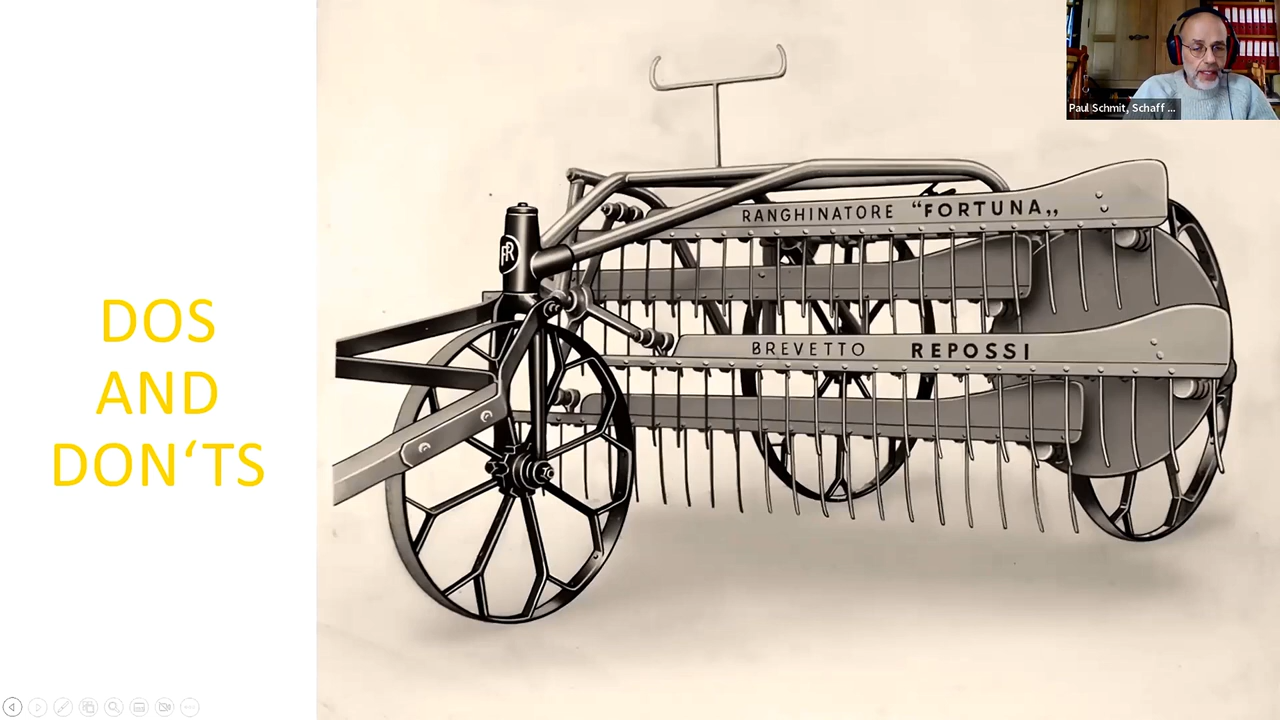 DOS
AND
DON‘TS
RANGHINATORE “FORTUNA„
BREVETTO REPOSSI
FR
Paul Schmit, Schaff ...